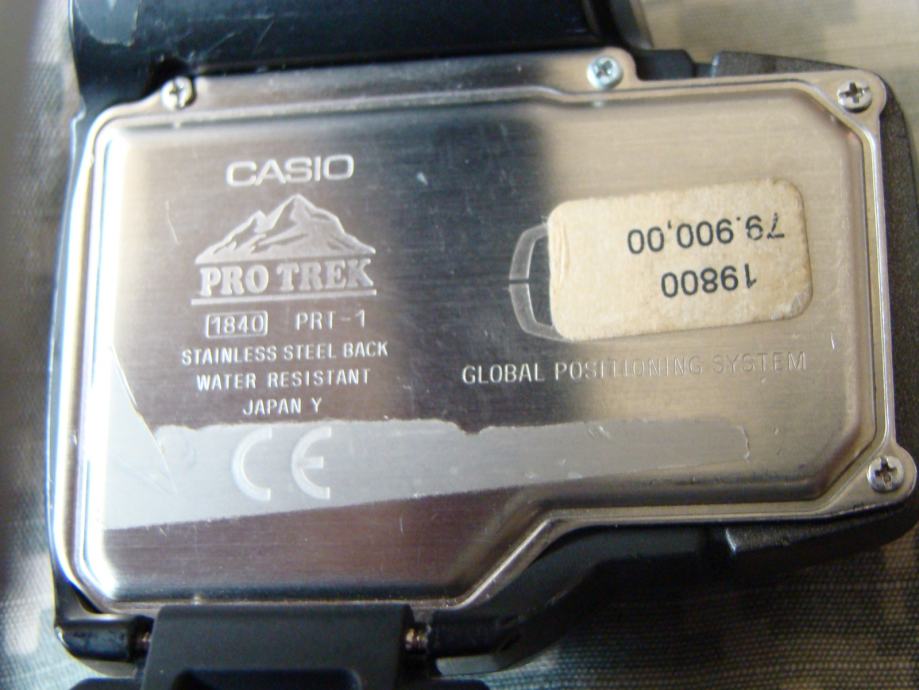 CASIO
PRO TREK
1840 PRT-1
STAINLESS STEEL BACK
WATER RESISTANT
JAPAN Y
CE
GLOBAL POSITIONING SYSTEM
19800
79.900,00